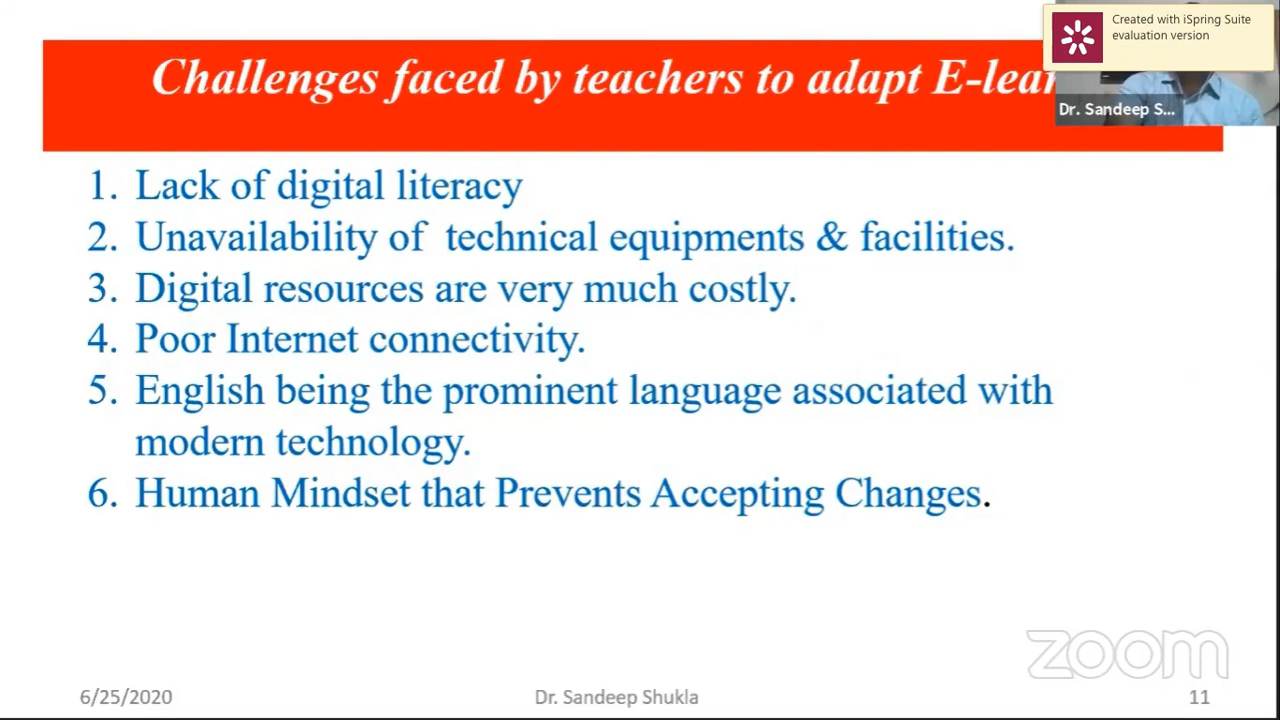 Created with iSpring Suite
evaluation version
Challenges faced by teachers to adapt
Dr. Sandeep S...
1. Lack of digital literacy
2. Unavailability of technical equipments & facilities.
3. Digital resources are very much costly.
4. Poor Internet connectivity.
5. English being the prominent language associated with
modern technology.
6. Human Mindset that Prevents Accepting Changes.
zoom
6/25/2020 Dr. Sandeep Shukla 11